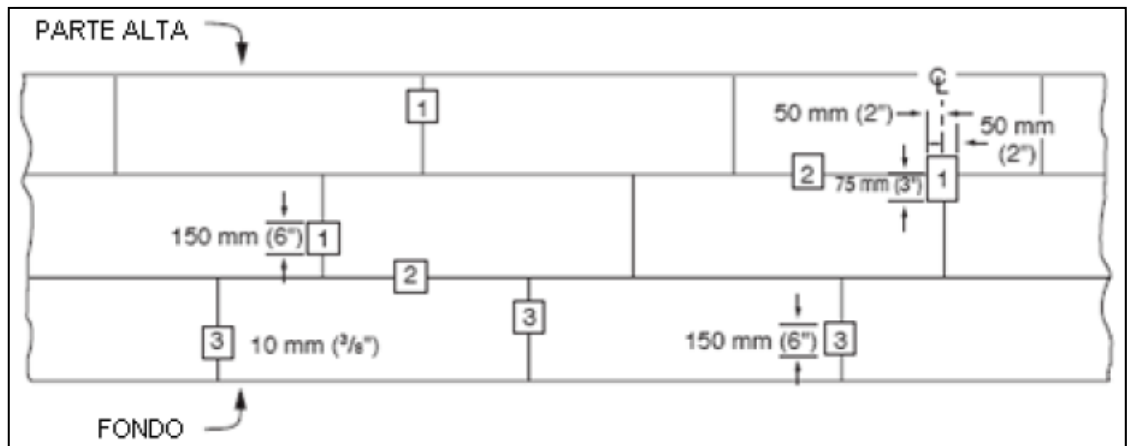 PARTE ALTA
℄
1
50 mm (2")
50 mm
(2")
2
75 mm (3")
1
150 mm (6")
1
2
3
10 mm (³/₈")
3
150 mm (6")
3
FONDO